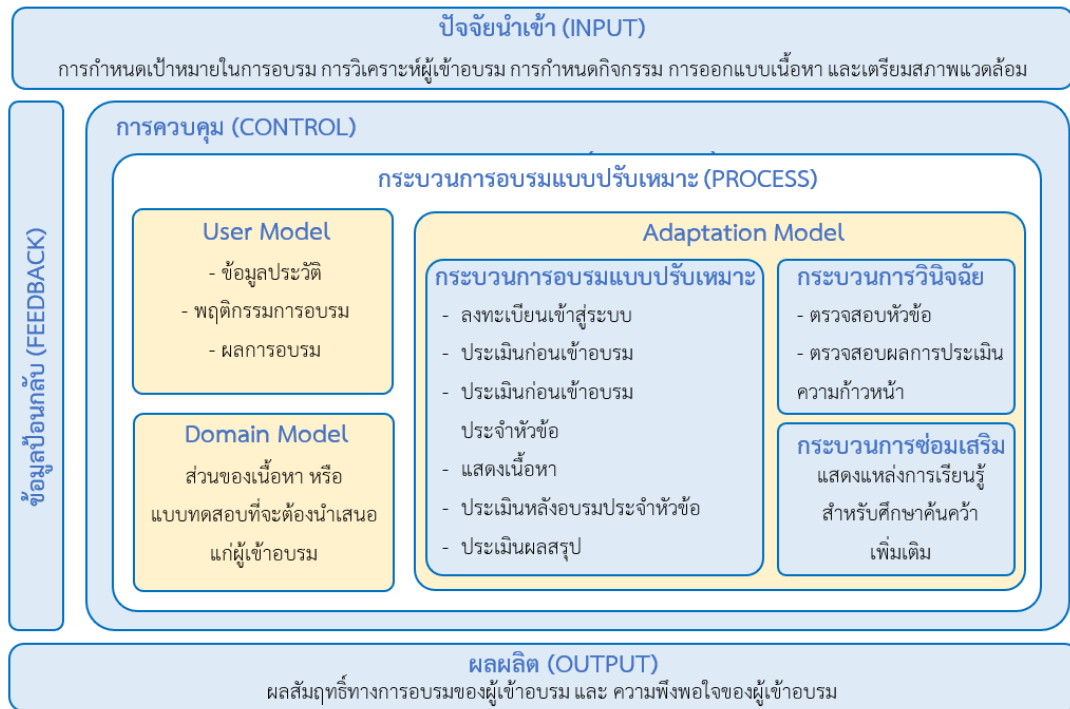 ปัจจัยนำเข้า (INPUT)
การกำหนดเป้าหมายในการอบรม การวิเคราะห์ผู้เข้าอบรม การกำหนดกิจกรรม การออกแบบเนื้อหา และเตรียมสภาพแวดล้อม
ข้อมูลป้อนกลับ (FEEDBACK)
การควบคุม (CONTROL)
กระบวนการอบรมแบบปรับเหมาะ (PROCESS)
User Model
- ข้อมูลประวัติ
- พฤติกรรมการอบรม
- ผลการอบรม
Domain Model
ส่วนของเนื้อหา หรือ
แบบทดสอบที่จะต้องนำเสนอ
แก่ผู้เข้าอบรม
Adaptation Model
กระบวนการอบรมแบบปรับเหมาะ
- ลงทะเบียนเข้าสู่ระบบ
- ประเมินก่อนเข้าอบรม
- ประเมินก่อนเข้าอบรม
ประจำหัวข้อ
- แสดงเนื้อหา
- ประเมินหลังอบรมประจำหัวข้อ
- ประเมินผลสรุป
กระบวนการวินิจฉัย
- ตรวจสอบหัวข้อ
- ตรวจสอบผลการประเมิน
ความก้าวหน้า
กระบวนการซ่อมเสริม
แสดงแหล่งการเรียนรู้
สำหรับศึกษาค้นคว้า
เพิ่มเติม
ผลผลิต (OUTPUT)
ผลสัมฤทธิ์ทางการอบรมของผู้เข้าอบรม และ ความพึงพอใจของผู้เข้าอบรม